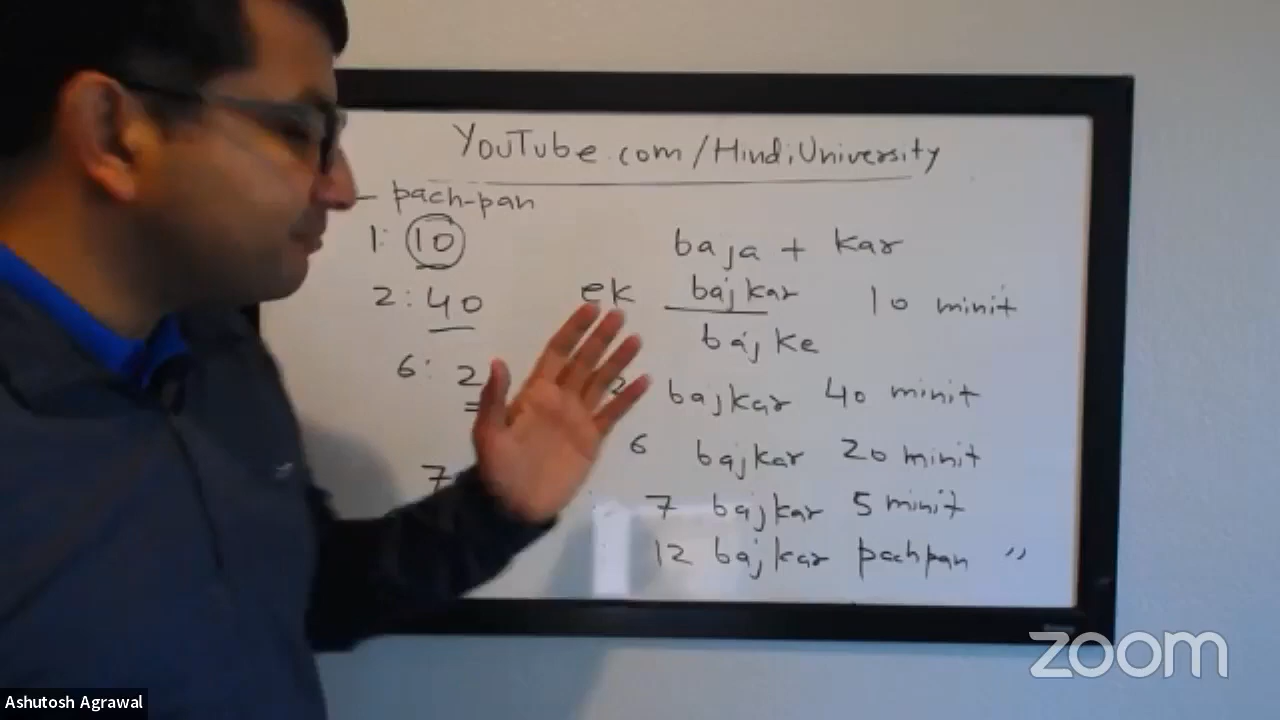 YouTube.com/HindiUniversity
- pach-pan
1: 10
baja + kar
2:40
ek bajkar 10 minit
bajke
6: 2
2 bajkar 40 minit
6 bajkar 20 minit
7
7 bajkar 5 minit
12 bajkar pachpan "
zoom
Ashutosh Agrawal